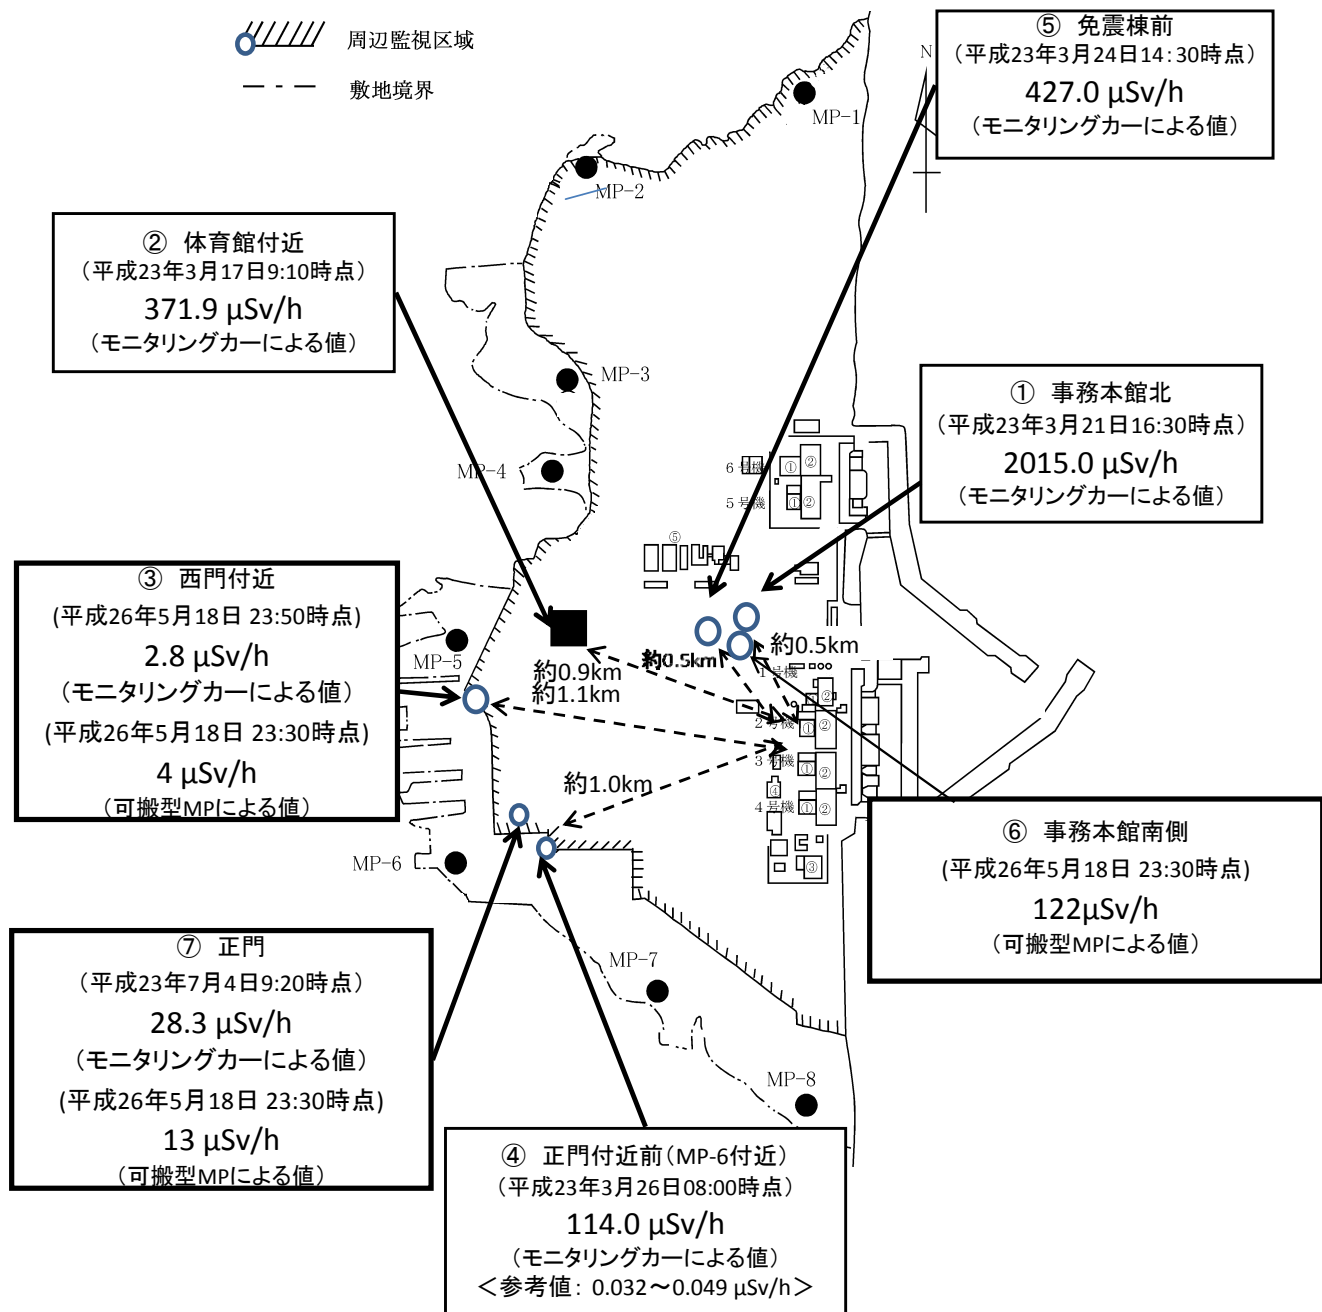 周辺監視区域
敷地境界
⑤ 免震棟前
（平成23年3月24日14:30時点）
427.0 μSv/h
（モニタリングカーによる値）
N
MP-1
MP-2
② 体育館付近
（平成23年3月17日9:10時点）
371.9 μSv/h
（モニタリングカーによる値）
MP-3
① 事務本館北
（平成23年3月21日16:30時点）
2015.0 μSv/h
（モニタリングカーによる値）
MP-4
6号機
① ②
5号機
① ②
⑤
③ 西門付近
(平成26年5月18日 23:50時点)
2.8 μSv/h
（モニタリングカーによる値）
(平成26年5月18日 23:30時点)
4 μSv/h
（可搬型MPによる値）
MP-5
約0.9km
約1.1km
約0.5km
約0.5km
1号機
②
2号機
① ②
3号機
① ②
約1.0km
④
4号機
① ②
③
⑥ 事務本館南側
(平成26年5月18日 23:30時点)
122μSv/h
（可搬型MPによる値）
MP-6
⑦ 正門
（平成23年7月4日9:20時点）
28.3 μSv/h
（モニタリングカーによる値）
(平成26年5月18日 23:30時点)
13 μSv/h
（可搬型MPによる値）
MP-7
MP-8
④ 正門付近前（MP-6付近）
（平成23年3月26日08:00時点）
114.0 μSv/h
（モニタリングカーによる値）
＜参考値： 0.032～0.049 μSv/h＞